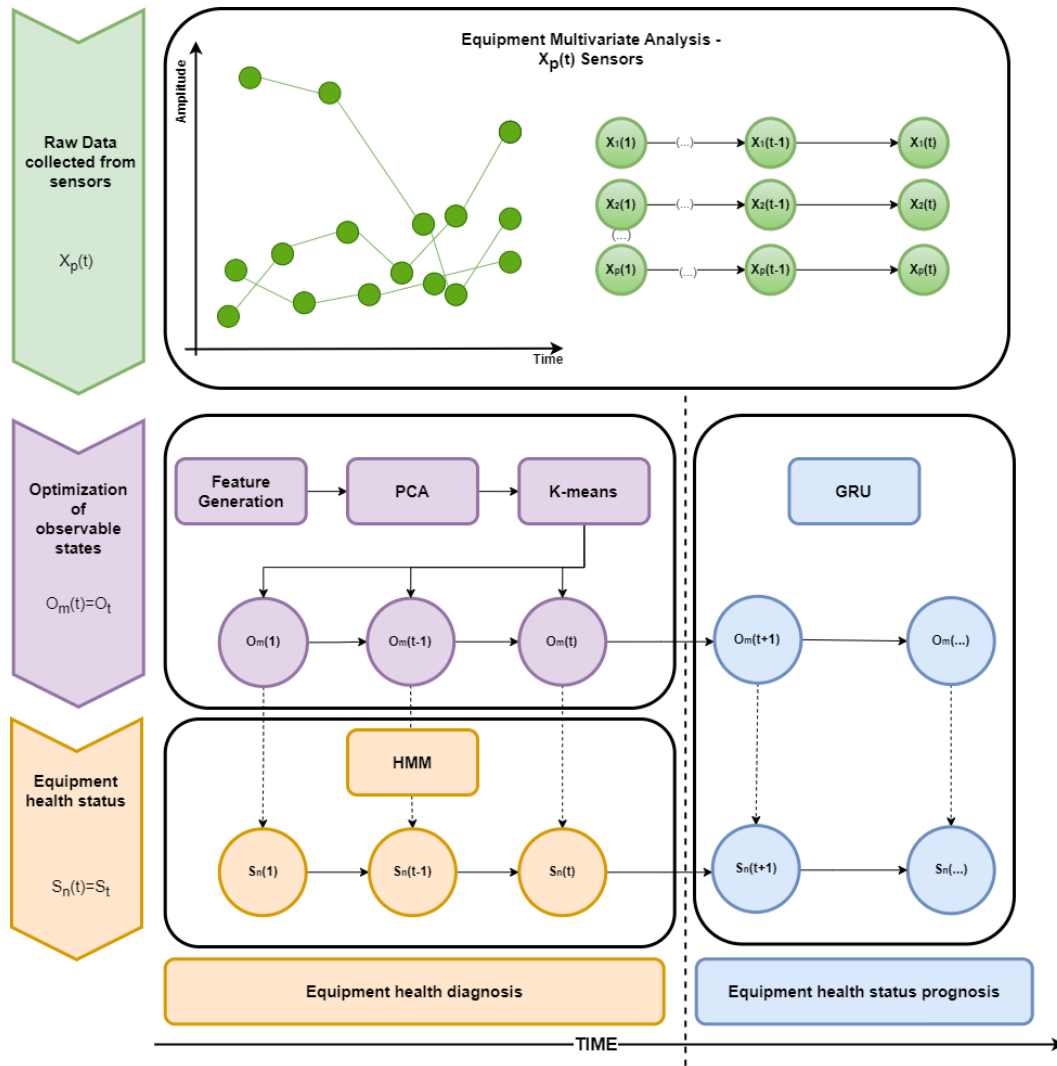 Equipment Multivariate Analysis -
Xp(t) Sensors
Amplitude
Time
Raw Data
collected from
sensors
Xp(t)
X1(1)
(...)
X1(t-1)
X1(t)
X2(1)
(...)
X2(t-1)
X2(t)
(...)
Xp(1)
(...)
Xp(t-1)
Xp(t)
Optimization
of
observable
states
Om(t)=Ot
Feature
Generation
PCA
K-means
GRU
Om(1)
Om(t-1)
Om(t)
Om(t+1)
Om(...)
Equipment
health status
Sn(t)=St
HMM
Sn(1)
Sn(t-1)
Sn(t)
Sn(t+1)
Sn(...)
Equipment health diagnosis
Equipment health status prognosis
TIME